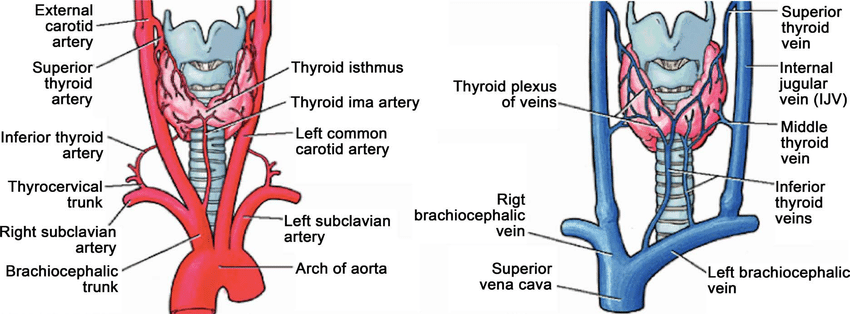 External
carotid
artery
Superior
thyroid
artery
Inferior thyroid
artery
Thyrocervical
trunk
Right subclavian
artery
Brachiocephalic
trunk
Thyroid isthmus
Thyroid ima artery
Left common
carotid artery
Left subclavian
artery
Arch of aorta
Thyroid plexus
of veins
Rigt
brachiocephalic
vein
Superior
vena cava
Superior
thyroid
vein
Internal
jugular
vein (IJV)
Middle
thyroid
vein
Inferior
thyroid
veins
Left brachiocephalic
vein